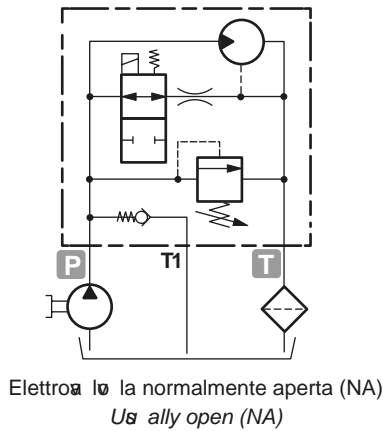 P T1 T
la normalmente aperta (NA)
ally open (NA)